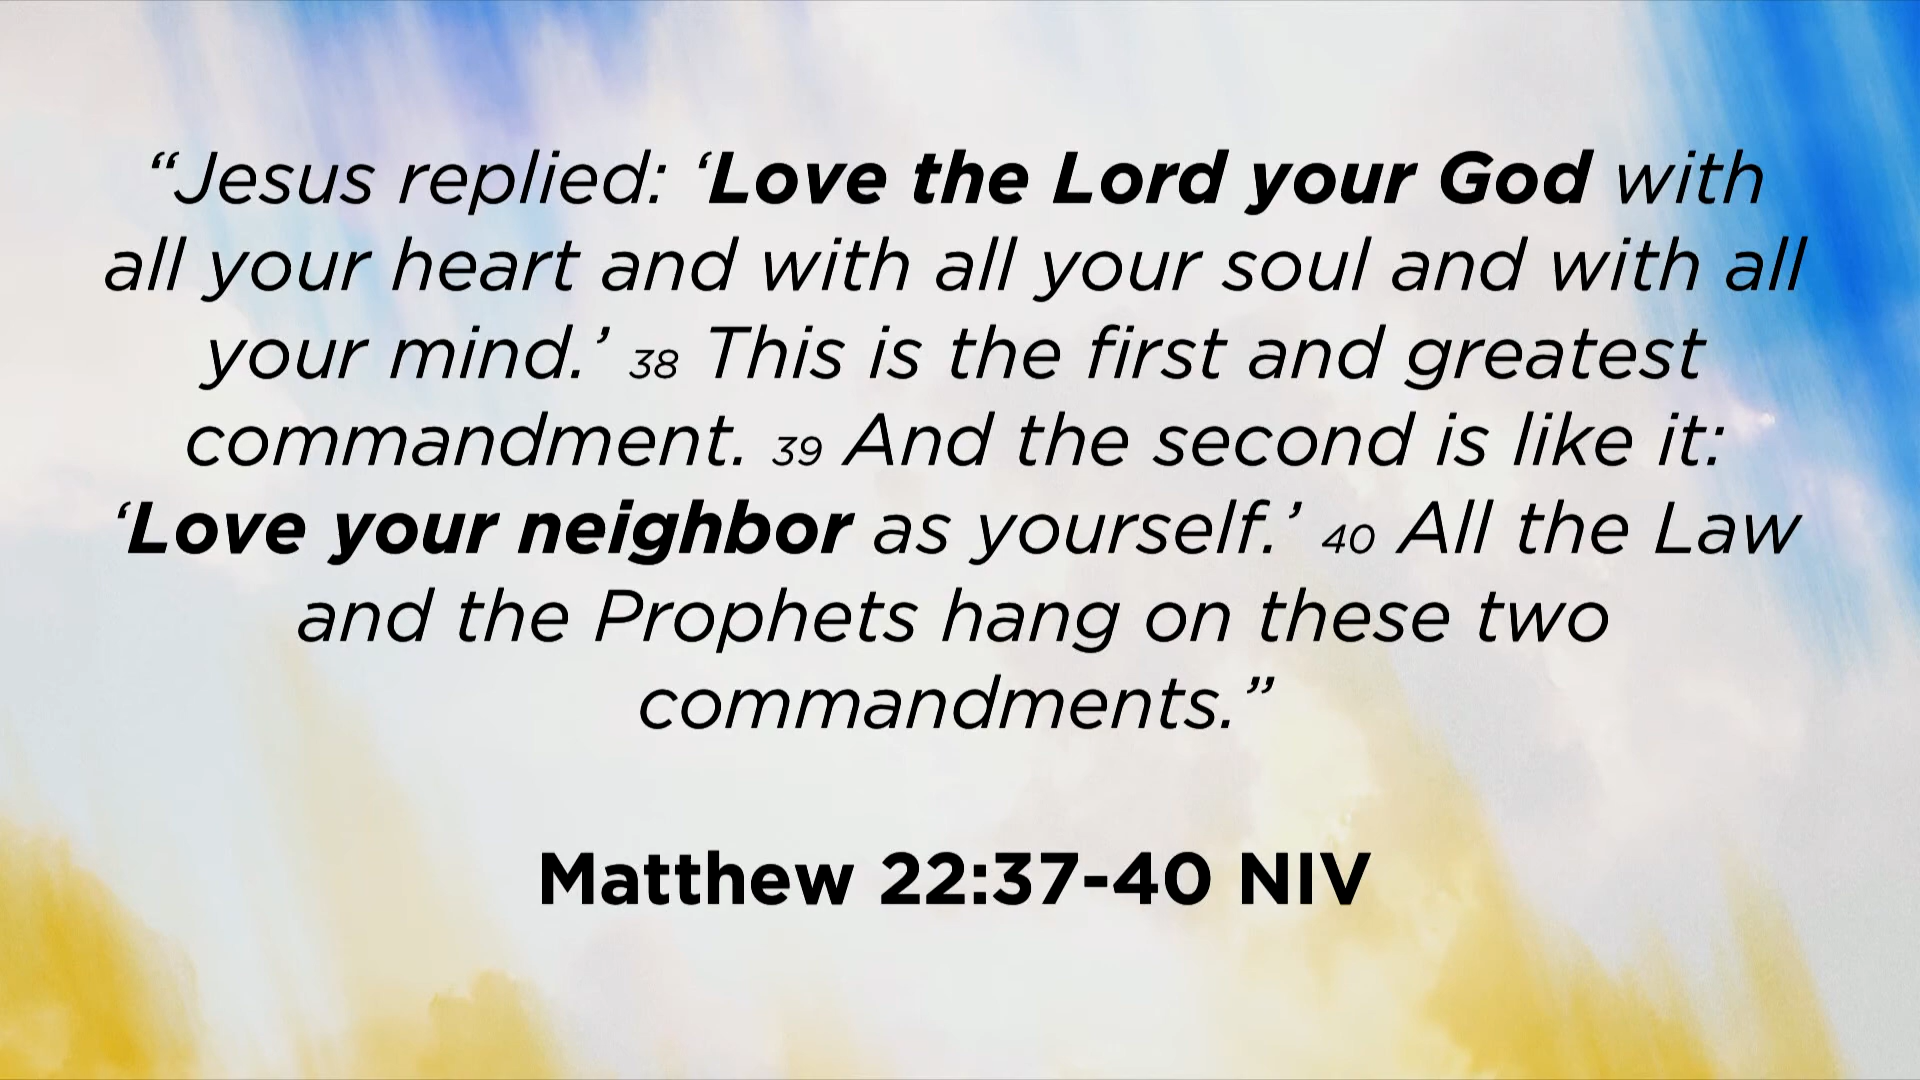 “Jesus replied: ‘Love the Lord your God with
all your heart and with all your soul and with all
your mind.’ 38 This is the first and greatest
commandment. 39 And the second is like it:
‘Love your neighbor as yourself.’ 40 All the Law
and the Prophets hang on these two
commandments.”
Matthew 22:37-40 NIV